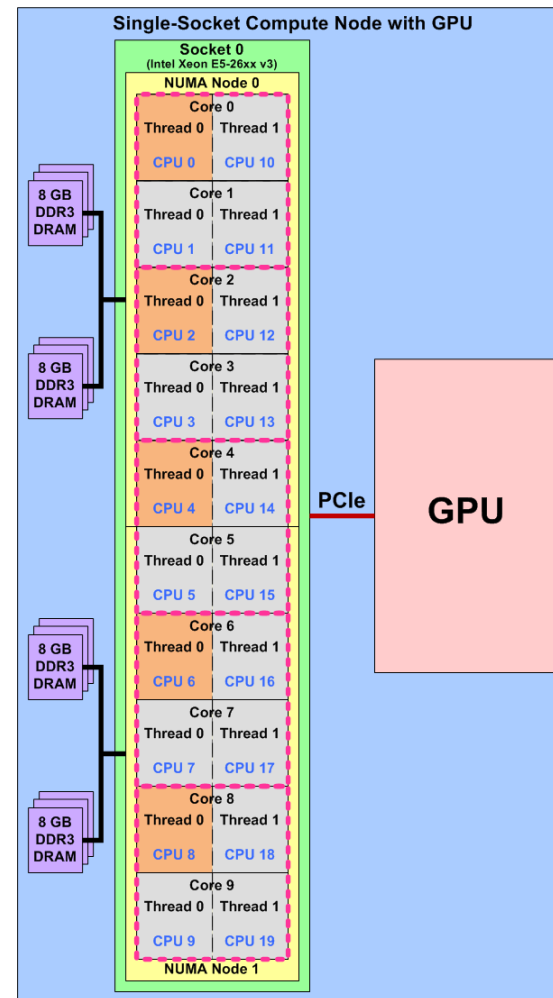 Single-Socket Compute Node with GPU
Socket 0
(Intel Xeon E5-26xx v3)
NUMA Node 0
Core 0
Thread 0 Thread 1
CPU 0 CPU 10
Core 1
Thread 0 Thread 1
CPU 1 CPU 11
Core 2
Thread 0 Thread 1
CPU 2 CPU 12
Core 3
Thread 0 Thread 1
CPU 3 CPU 13
Core 4
Thread 0 Thread 1
CPU 4 CPU 14
Core 5
Thread 0 Thread 1
CPU 5 CPU 15
Core 6
Thread 0 Thread 1
CPU 6 CPU 16
Core 7
Thread 0 Thread 1
CPU 7 CPU 17
Core 8
Thread 0 Thread 1
CPU 8 CPU 18
Core 9
Thread 0 Thread 1
CPU 9 CPU 19
NUMA Node 1
8 GB
DDR3
DRAM
8 GB
DDR3
DRAM
8 GB
DDR3
DRAM
8 GB
DDR3
DRAM
PCIe
GPU